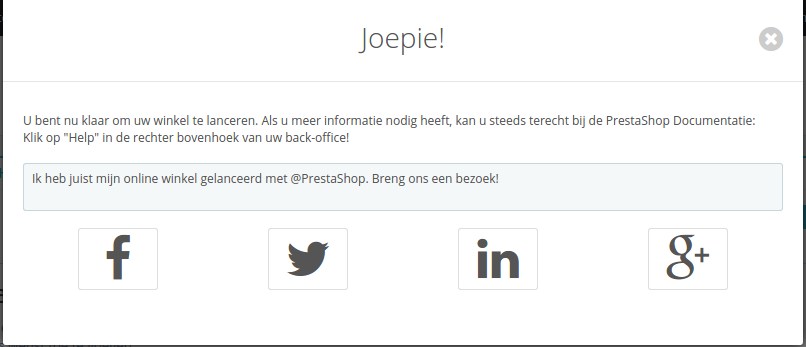 Joepie!
U bent nu klaar om uw winkel te lanceren. Als u meer informatie nodig heeft, kan u steeds terecht bij de PrestaShop Documentatie:
Klik op "Help" in de rechter bovenhoek van uw back-office!
Ik heb juist mijn online winkel gelanceerd met @PrestaShop. Breng ons een bezoek!
f in g+